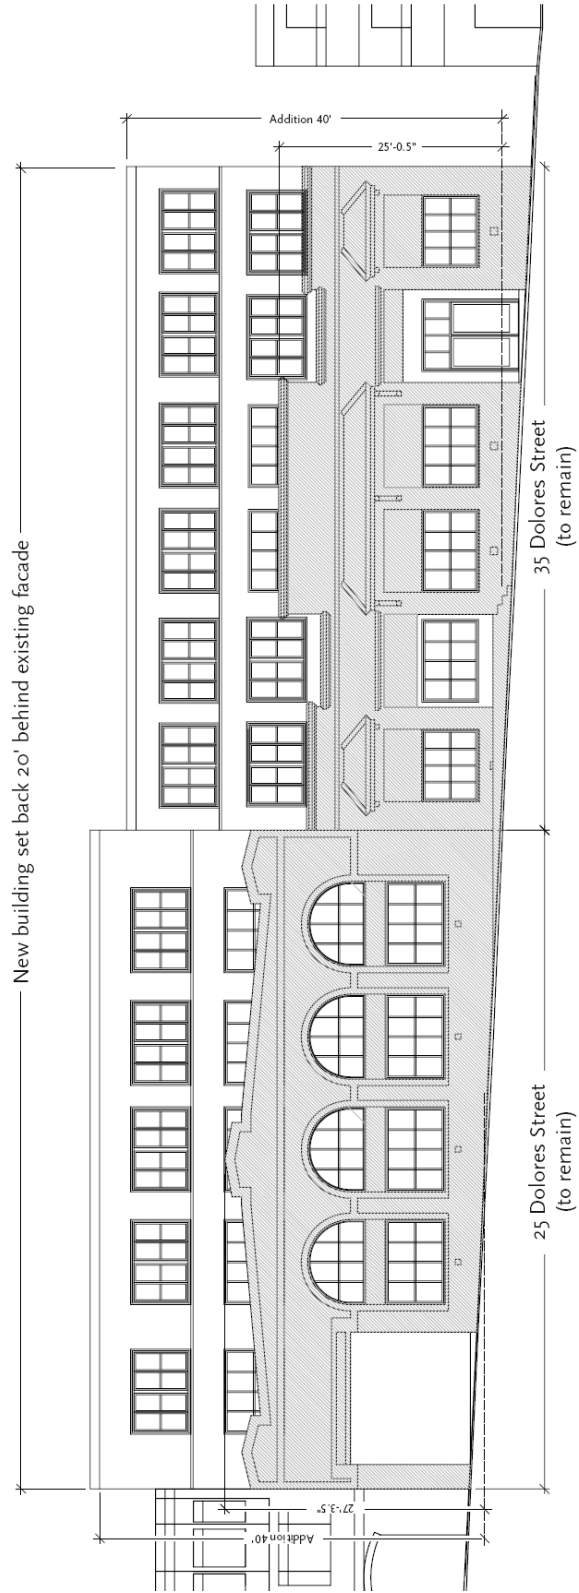 New building set back 20' behind existing facade
Addition 40'
25'-0.5"
35 Dolores Street
(to remain)
25 Dolores Street
(to remain)
27'-3.5"
Addition 40'